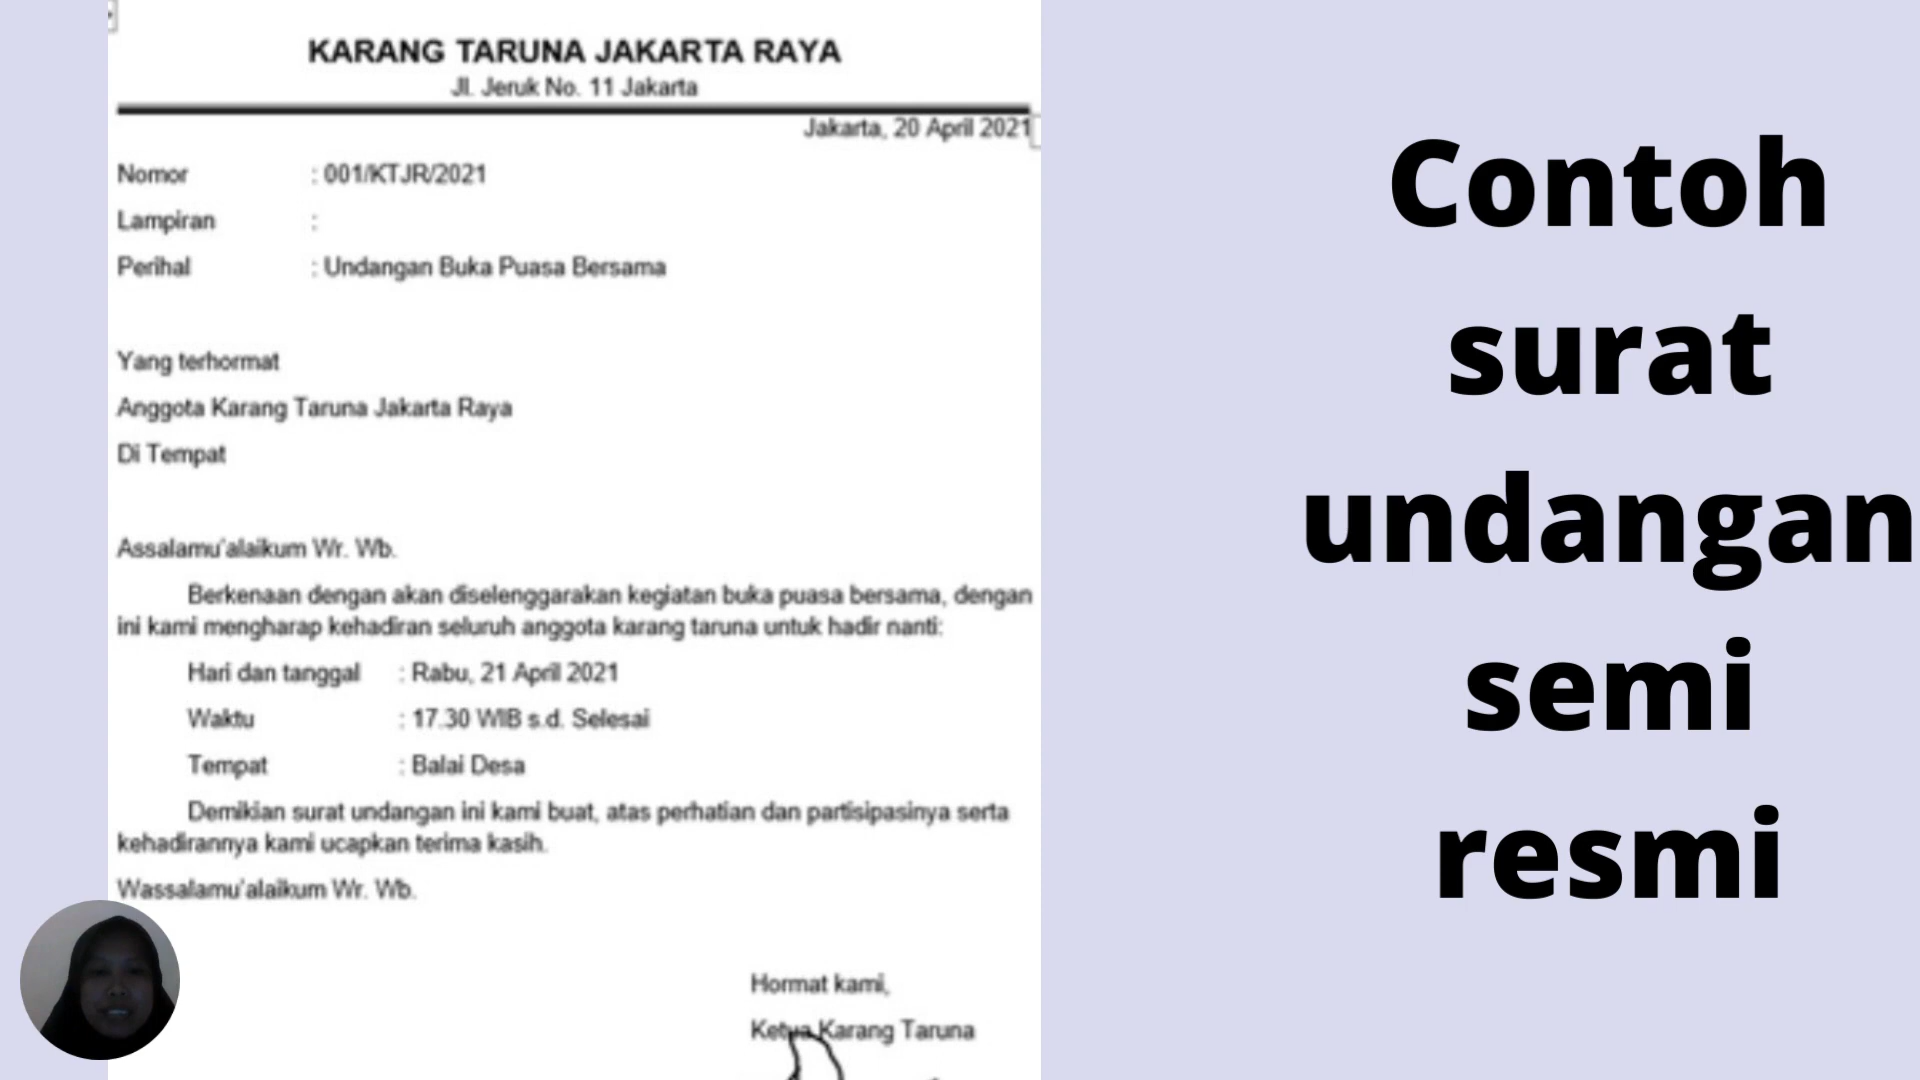 KARANG TARUNA JAKARTA RAYA
Jl. Jeruk No. 11 Jakarta
Jakarta, 20 April 2021
Nomor : 001/KTJR/2021
Lampiran :
Perihal : Undangan Buka Puasa Bersama
Yang terhormat
Anggota Karang Taruna Jakarta Raya
Di Tempat
Assalamu'alaikum Wr. Wb.
Berkenaan dengan akan diselenggarakan kegiatan buka puasa bersama, dengan
ini kami mengharap kehadiran seluruh anggota karang taruna untuk hadir nanti:
Hari dan tanggal : Rabu, 21 April 2021
Waktu : 17.30 WIB s.d. Selesai
Tempat : Balai Desa
Demikian surat undangan ini kami buat, atas perhatian dan partisipasinya serta
kehadirannya kami ucapkan terima kasih.
Wassalamu'alaikum Wr. Wb.
Hormat kami,
Ketua Karang Taruna
Contoh
surat
undangan
semi
resmi